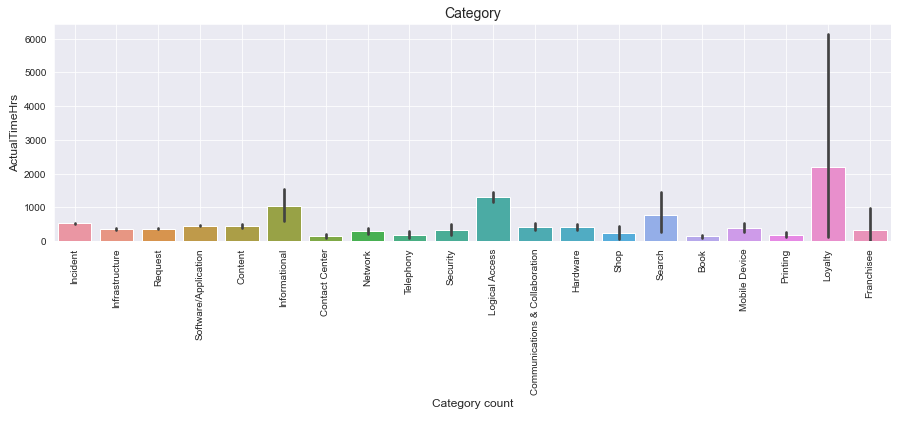 Category
ActualTimeHrs
6000
5000
4000
3000
2000
1000
0
Incident
Infrastructure
Request
Software/Application
Content
Informational
Contact Center
Network
Telephony
Security
Logical Access
Communications & Collaboration
Hardware
Shop
Search
Book
Mobile Device
Printing
Loyalty
Franchisee
Category count